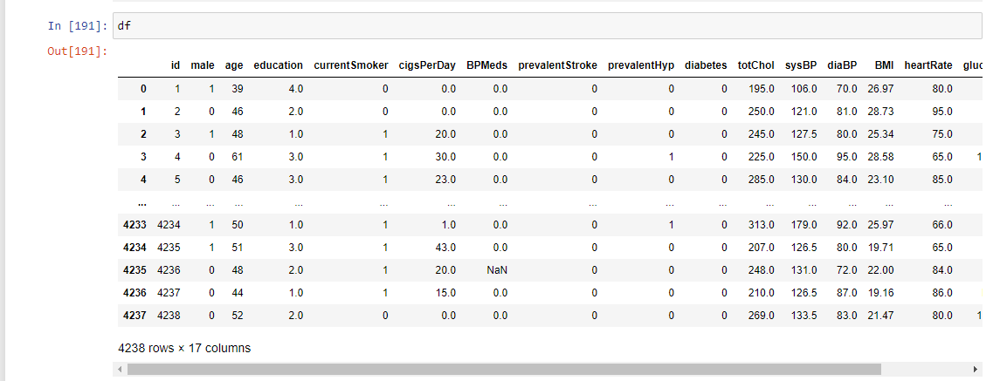 In [191]: df
Out[191]:
id male age education currentSmoker cigsPerDay BPMeds prevalentStroke prevalentHyp diabetes totChol sysBP diaBP BMI heartRate gluc
0 1 1 39 4.0 0 0.0 0.0 0 0 0 195.0 106.0 70.0 26.97 80.0
1 2 0 46 2.0 0 0.0 0.0 0 0 0 250.0 121.0 81.0 28.73 95.0
2 3 1 48 1.0 1 20.0 0.0 0 0 0 245.0 127.5 80.0 25.34 75.0
3 4 0 61 3.0 1 30.0 0.0 0 1 0 225.0 150.0 95.0 28.58 65.0 1
4 5 0 46 3.0 1 23.0 0.0 0 0 0 285.0 130.0 84.0 23.10 85.0
... ... ... ... ... ... ... ... ... ... ... ... ... ... ... ...
4233 4234 1 50 1.0 1 1.0 0.0 0 1 0 313.0 179.0 92.0 25.97 66.0
4234 4235 1 51 3.0 1 43.0 0.0 0 0 0 207.0 126.5 80.0 19.71 65.0
4235 4236 0 48 2.0 1 20.0 NaN 0 0 0 248.0 131.0 72.0 22.00 84.0
4236 4237 0 44 1.0 1 15.0 0.0 0 0 0 210.0 126.5 87.0 19.16 86.0
4237 4238 0 52 2.0 0 0.0 0.0 0 0 0 269.0 133.5 83.0 21.47 80.0 1
4238 rows × 17 columns